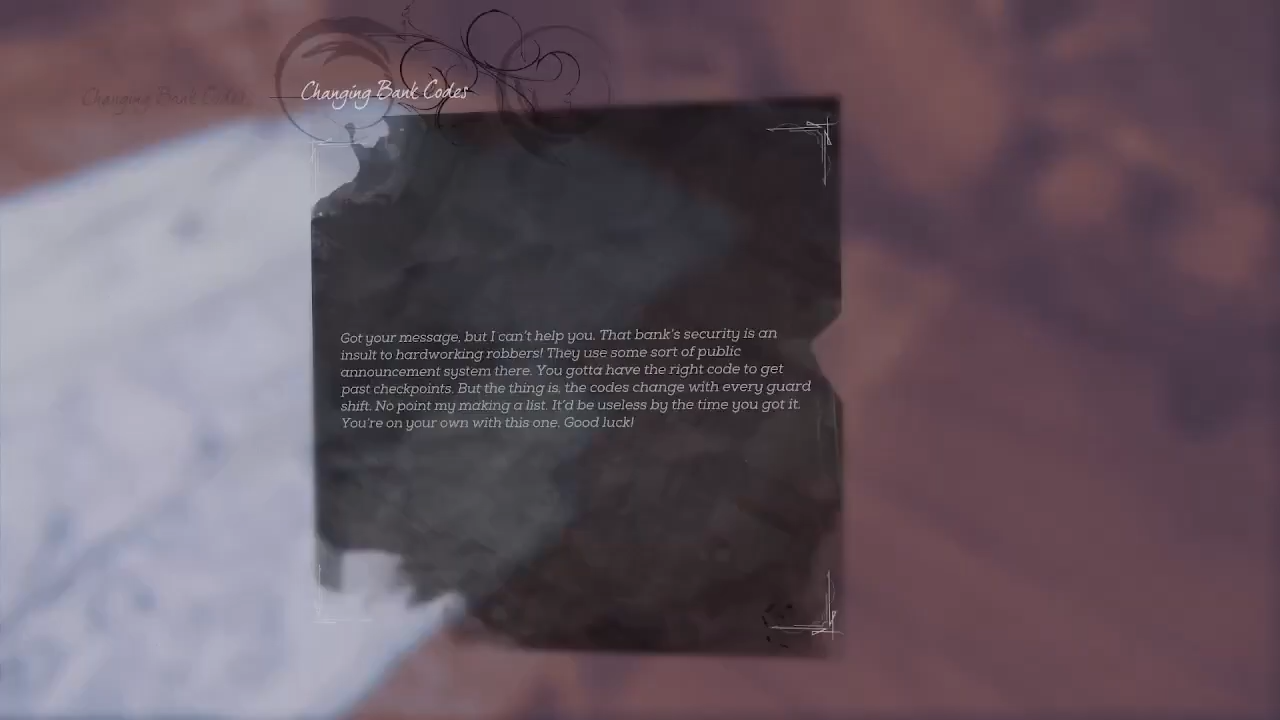 Changing Bank Codes
Changing Bank Codes
Got your message, but I can't help you. That bank's security is an
insult to hardworking robbers! They use some sort of public
announcement system there. You gotta have the right code to get
past checkpoints. But the thing is, the codes change with every guard
shift. No point my making a list. It'd be useless by the time you got it.
You're on your own with this one. Good luck!